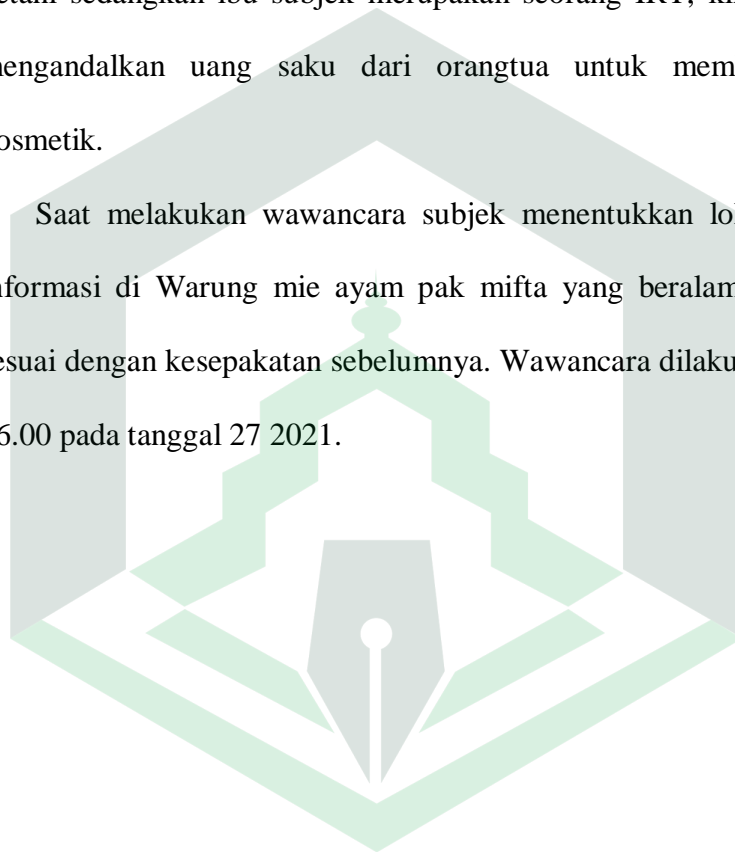 etani sedangkan ibu subjek merupakan seorang IRT,
engandalkan uang saku dari orangtua untuk mem
osmetik.
Saat melakukan wawancara subjek menentukkan lo
nformasi di Warung mie ayam pak mifta yang beralam
esuai dengan kesepakatan sebelumnya. Wawancara dilaku
6.00 pada tanggal 27 2021.